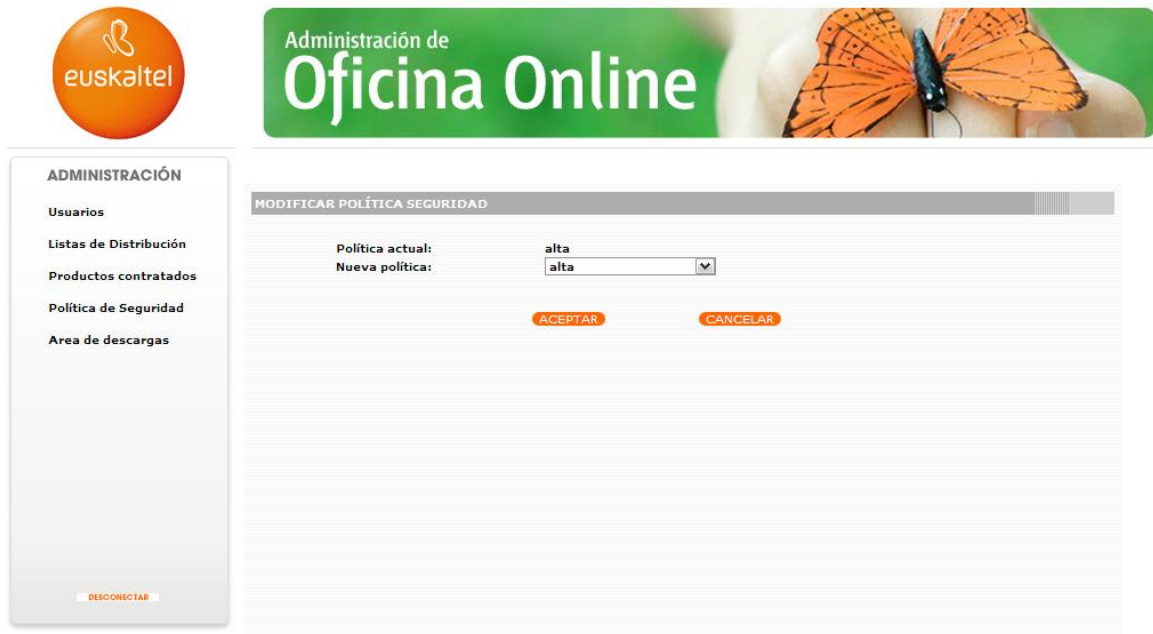 euskaltel
Administración de
Oficina Online
ADMINISTRACIÓN
Usuarios
Listas de Distribución
Productos contratados
Política de Seguridad
Area de descargas
DESCONECTAR
MODIFICAR POLÍTICA SEGURIDAD
Política actual: alta
Nueva política: alta
ACEPTAR CANCELAR